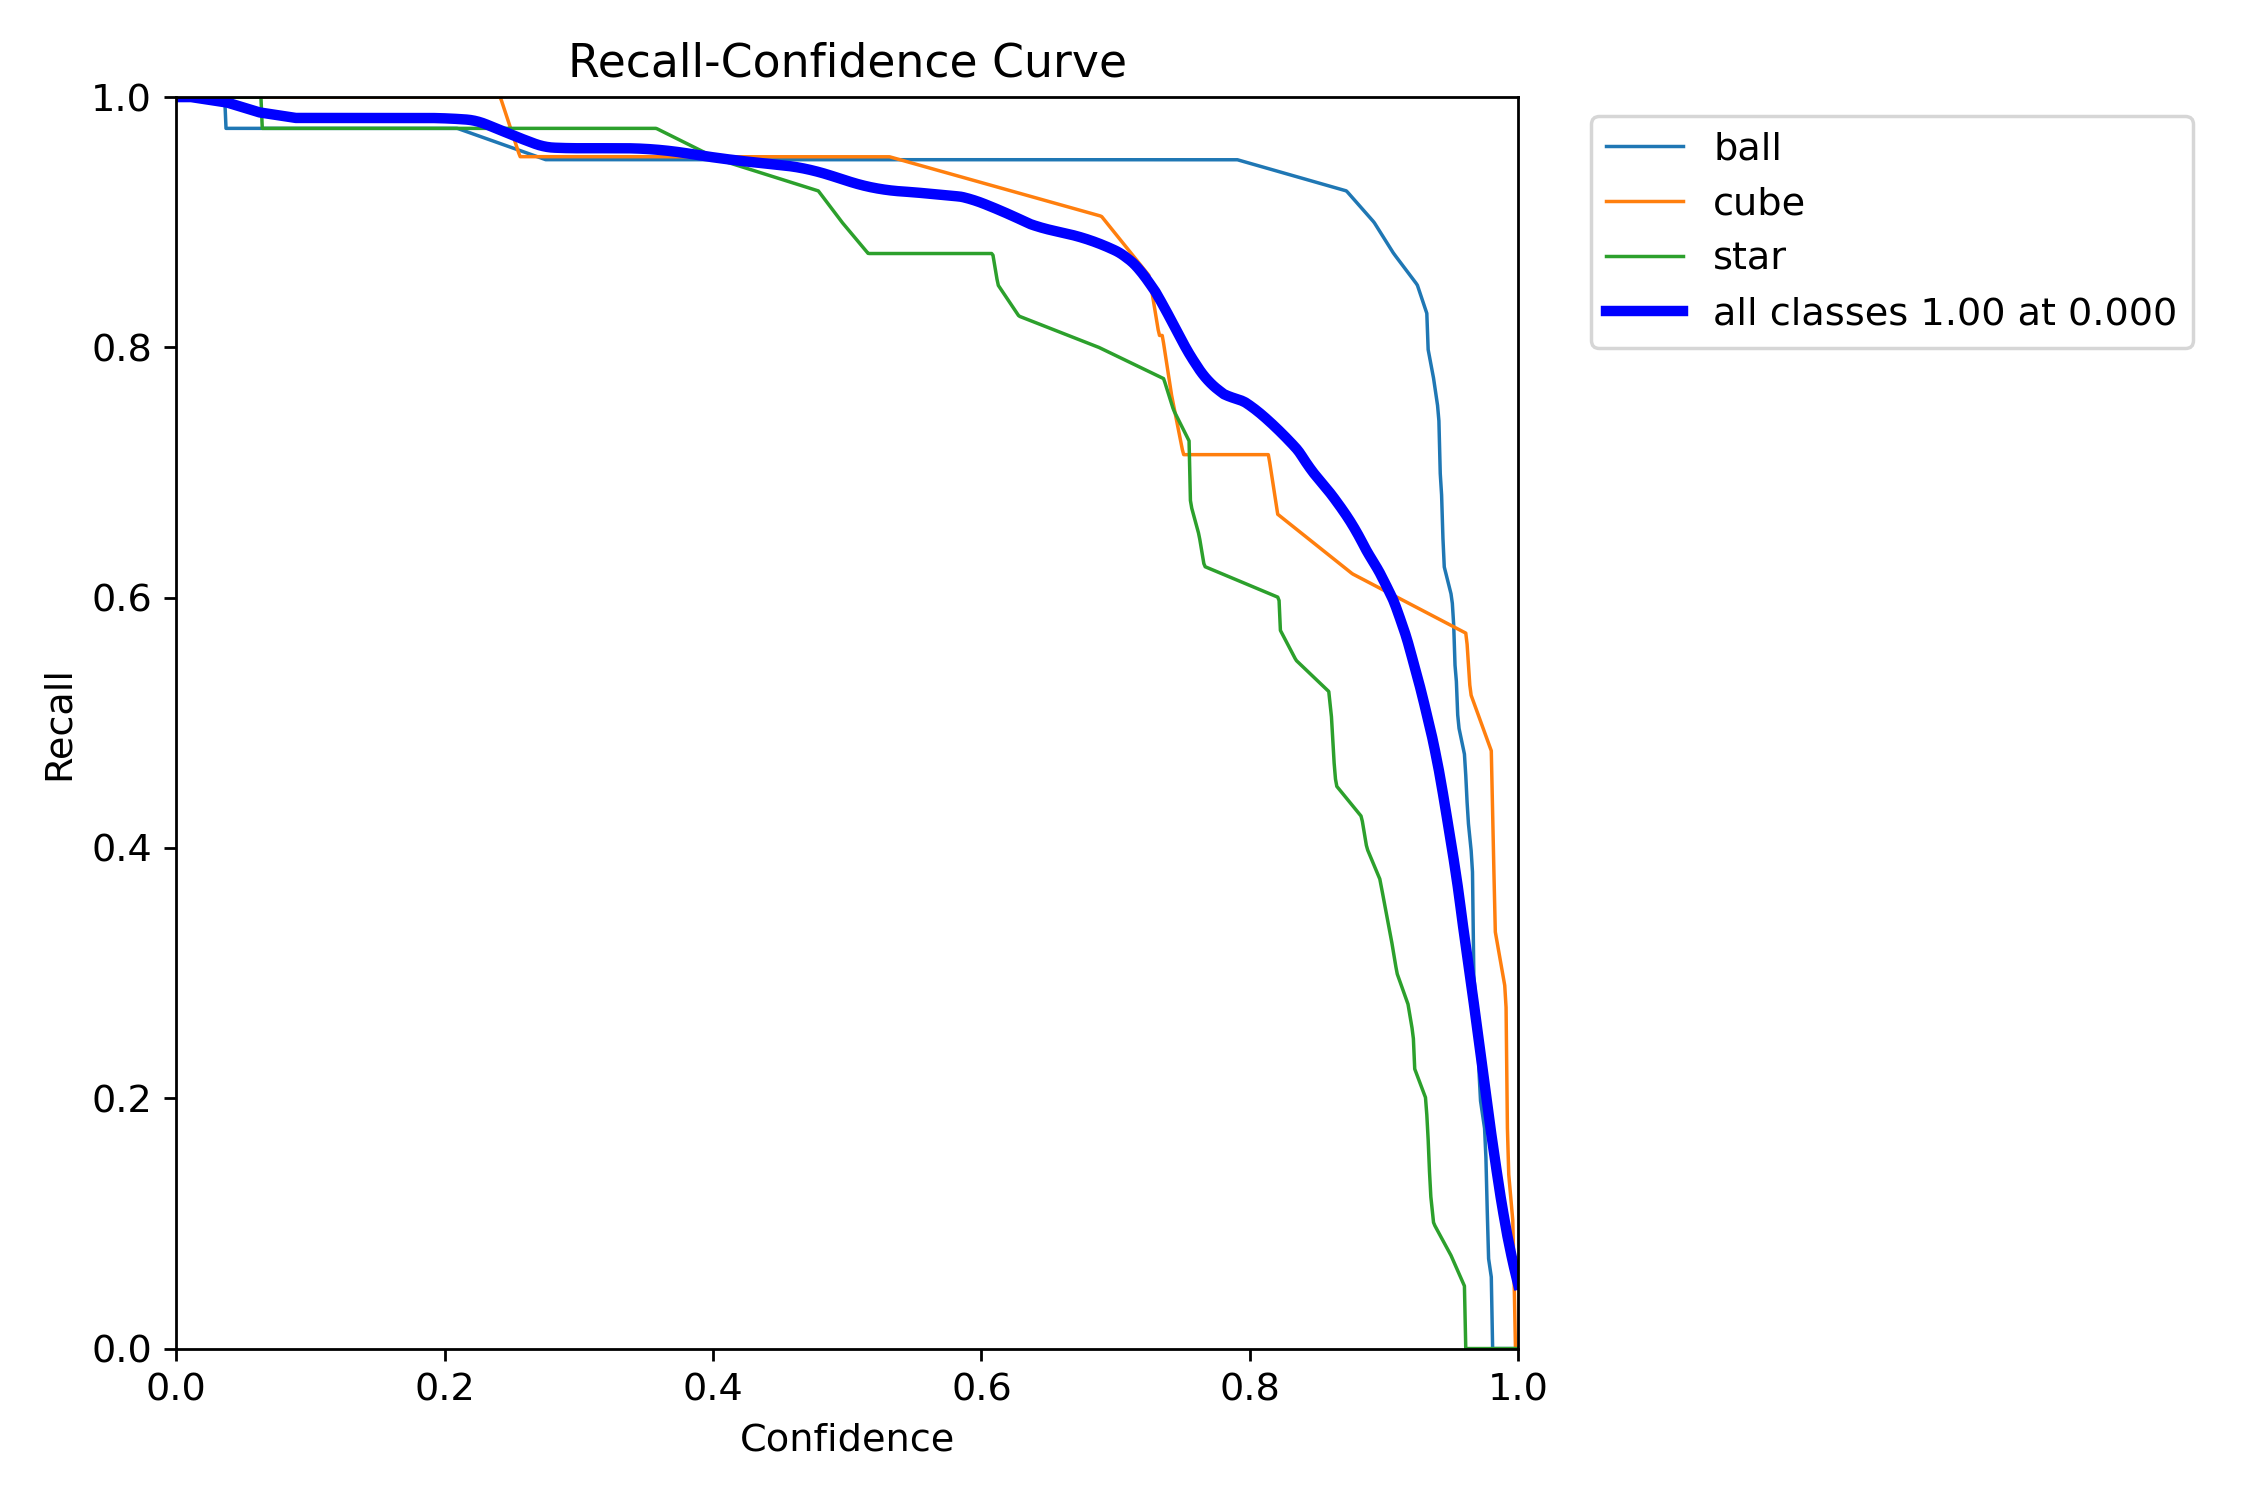 Recall-Confidence Curve
1.0
0.8
0.6
0.4
0.2
0.0
Recall
0.0 0.2 0.4 0.6 0.8 1.0
Confidence
ball
cube
star
all classes 1.00 at 0.000